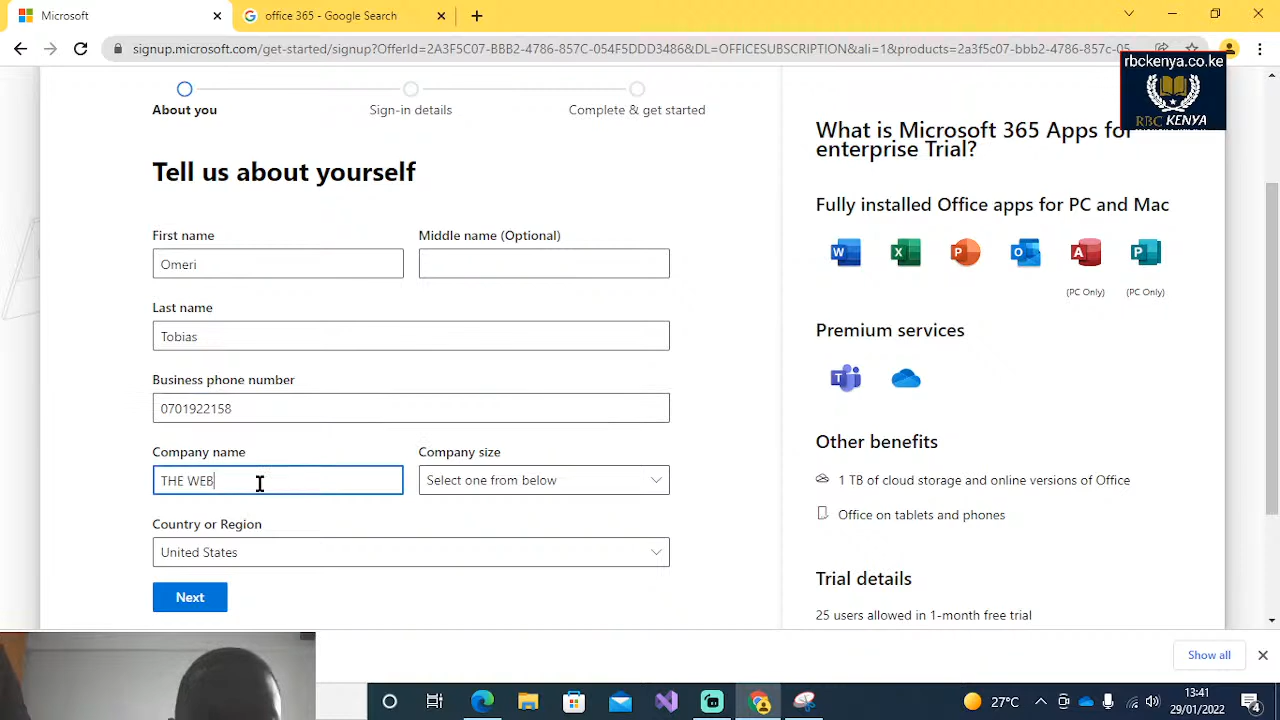 Microsoft
office 365 - Google Search
signup.microsoft.com/get-started/signup?OfferId=2A3F5C07-BBB2-4786-857C-054F5DDD3486&DL=OFFICESUBSCRIPTION&ali=1&products=2a3f5c07-bbb2-4786-857c-05
rbckenya.co.ke
RBC KENYA
About you
Sign-in details
Complete & get started
Tell us about yourself
First name
Middle name (Optional)
Omeri
Last name
Tobias
Business phone number
0701922158
Company name
Company size
THE WEB
Select one from below
Country or Region
United States
Next
What is Microsoft 365 Apps for
enterprise Trial?
Fully installed Office apps for PC and Mac
W
X
P
O
A
P
(PC Only)
(PC Only)
Premium services
T
Other benefits
1 TB of cloud storage and online versions of Office
Office on tablets and phones
Trial details
25 users allowed in 1-month free trial
Show all
27°C
13:41
29/01/2022
4